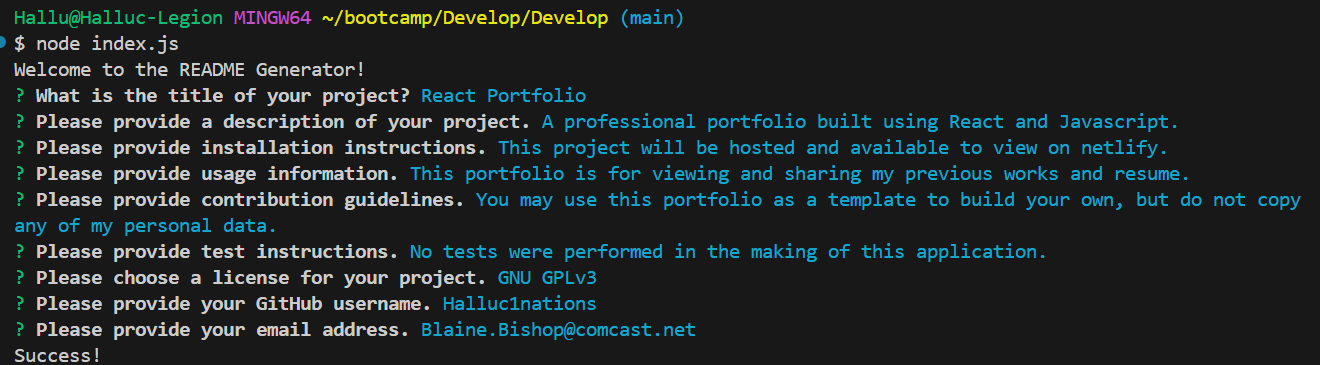 Hallu@Halluc-Legion MINGW64 ~/bootcamp/Develop/Develop (main)
$ node index.js
Welcome to the README Generator!
? What is the title of your project? React Portfolio
? Please provide a description of your project. A professional portfolio built using React and Javascript.
? Please provide installation instructions. This project will be hosted and available to view on netlify.
? Please provide usage information. This portfolio is for viewing and sharing my previous works and resume.
? Please provide contribution guidelines. You may use this portfolio as a template to build your own, but do not copy
any of my personal data.
? Please provide test instructions. No tests were performed in the making of this application.
? Please choose a license for your project. GNU GPLv3
? Please provide your GitHub username. Halluc1nations
? Please provide your email address. Blaine.Bishop@comcast.net
Success!